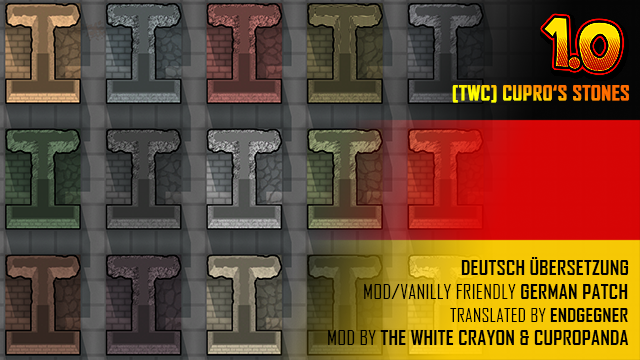 1.0
[TWC] CUPRO'S STONES
DEUTSCH ÜBERSETZUNG
MOD/VANILLY FRIENDLY GERMAN PATCH
TRANSLATED BY ENDGEGNER
MOD BY THE WHITE CRAYON & CUPROPANDA